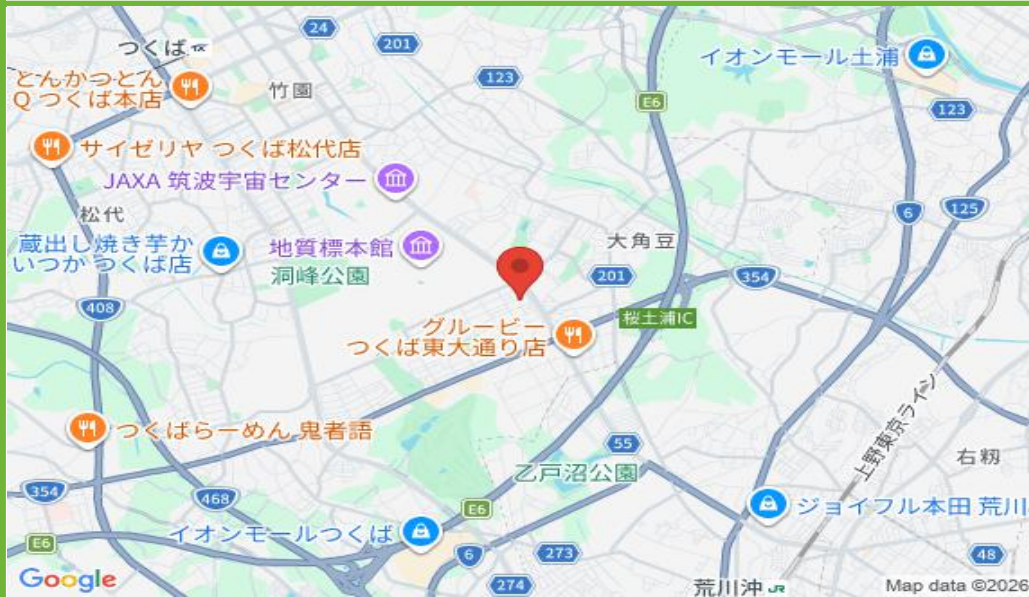 24
つくば
201
とんかつとん
Q つくば本店
竹園
123
イオンモール土浦
E6
123
サイゼリヤ つくば松代店
JAXA 筑波宇宙センター
松代
6
125
蔵出し焼き芋か
いつか つくば店
地質標本館
洞峰公園
大角豆
201
354
408
グルービー
つくば東大通り店
桜土浦IC
上野東京ライン
つくばらーめん 鬼者語
55
乙戸沼公園
右籾
354
468
E6
ジョイフル本田 荒川
イオンモールつくば
E6
6
273
48
Google
274
荒川沖 JR
Map data ©2026